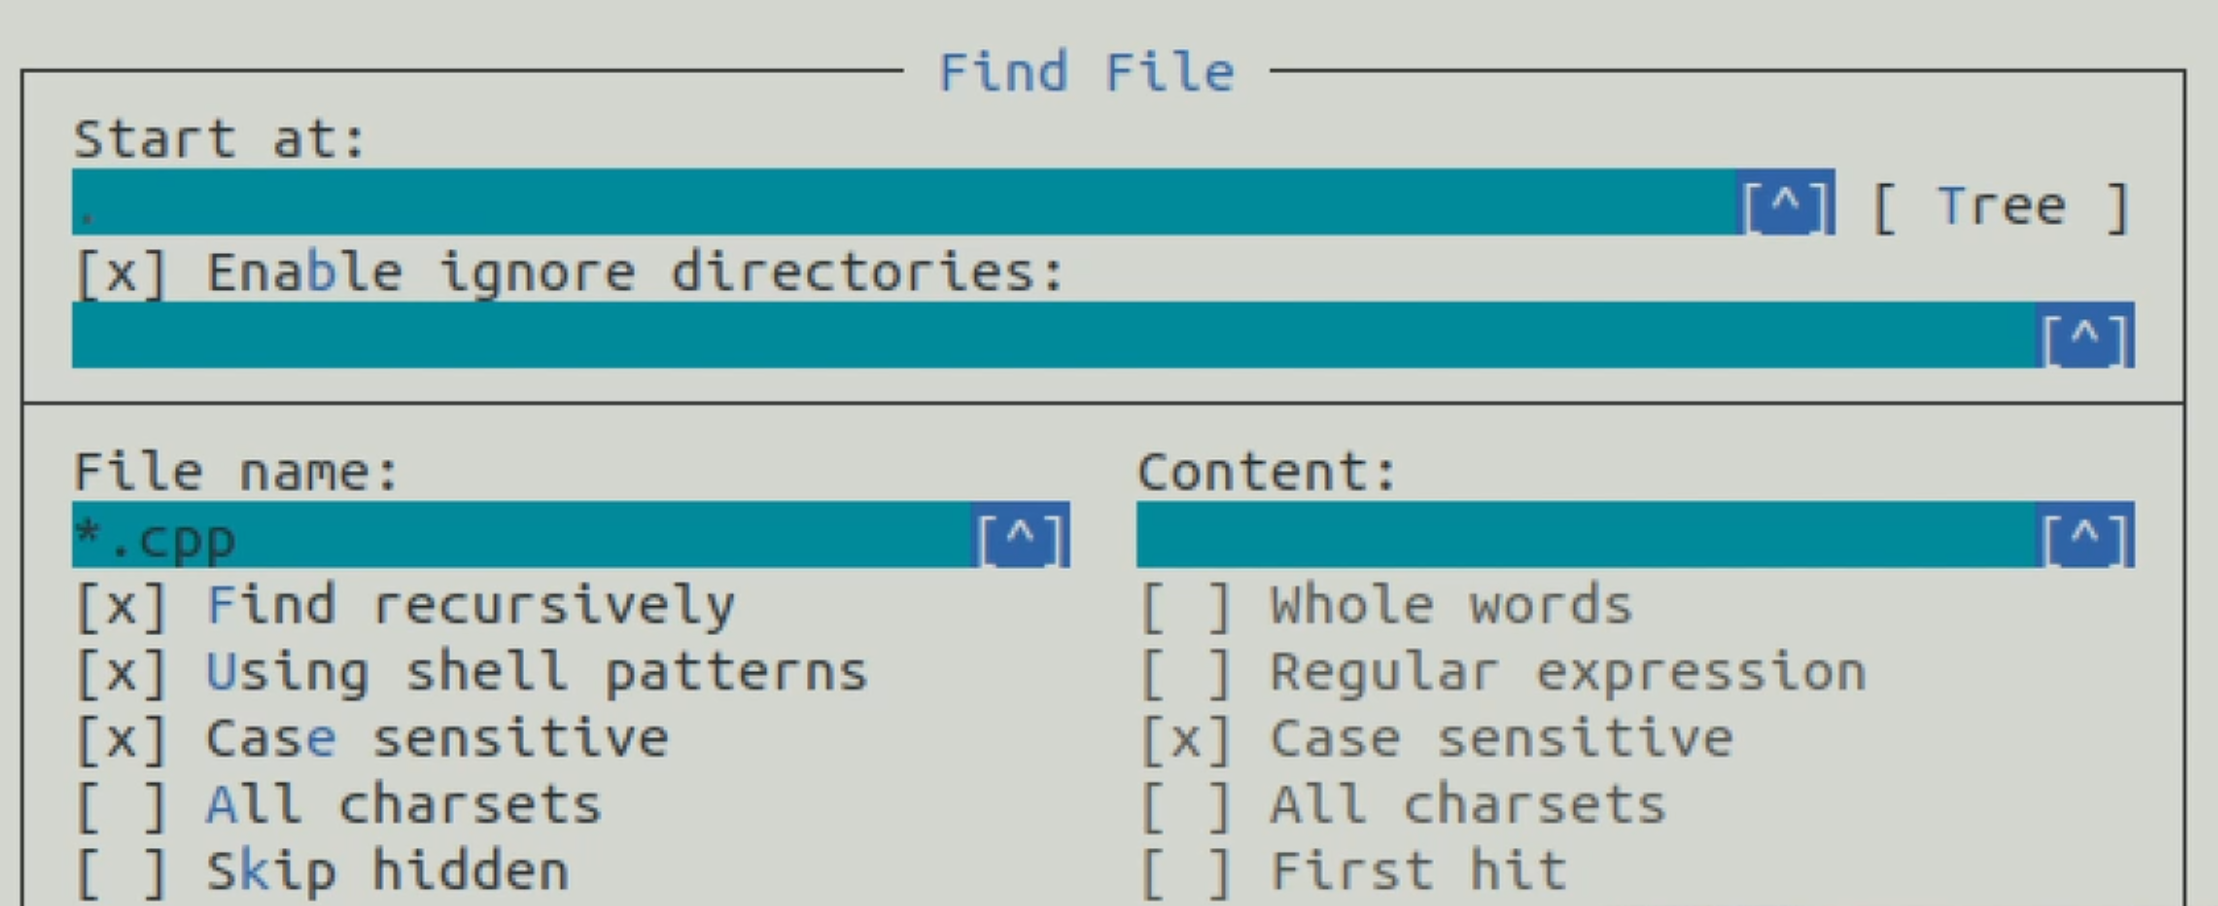 Find File
Start at:
. [^] [ Tree ]
[x] Enable ignore directories:
[^]
File name: Content:
*.cpp [^] [^]
[x] Find recursively [ ] Whole words
[x] Using shell patterns [ ] Regular expression
[x] Case sensitive [x] Case sensitive
[ ] All charsets [ ] All charsets
[ ] Skip hidden [ ] First hit